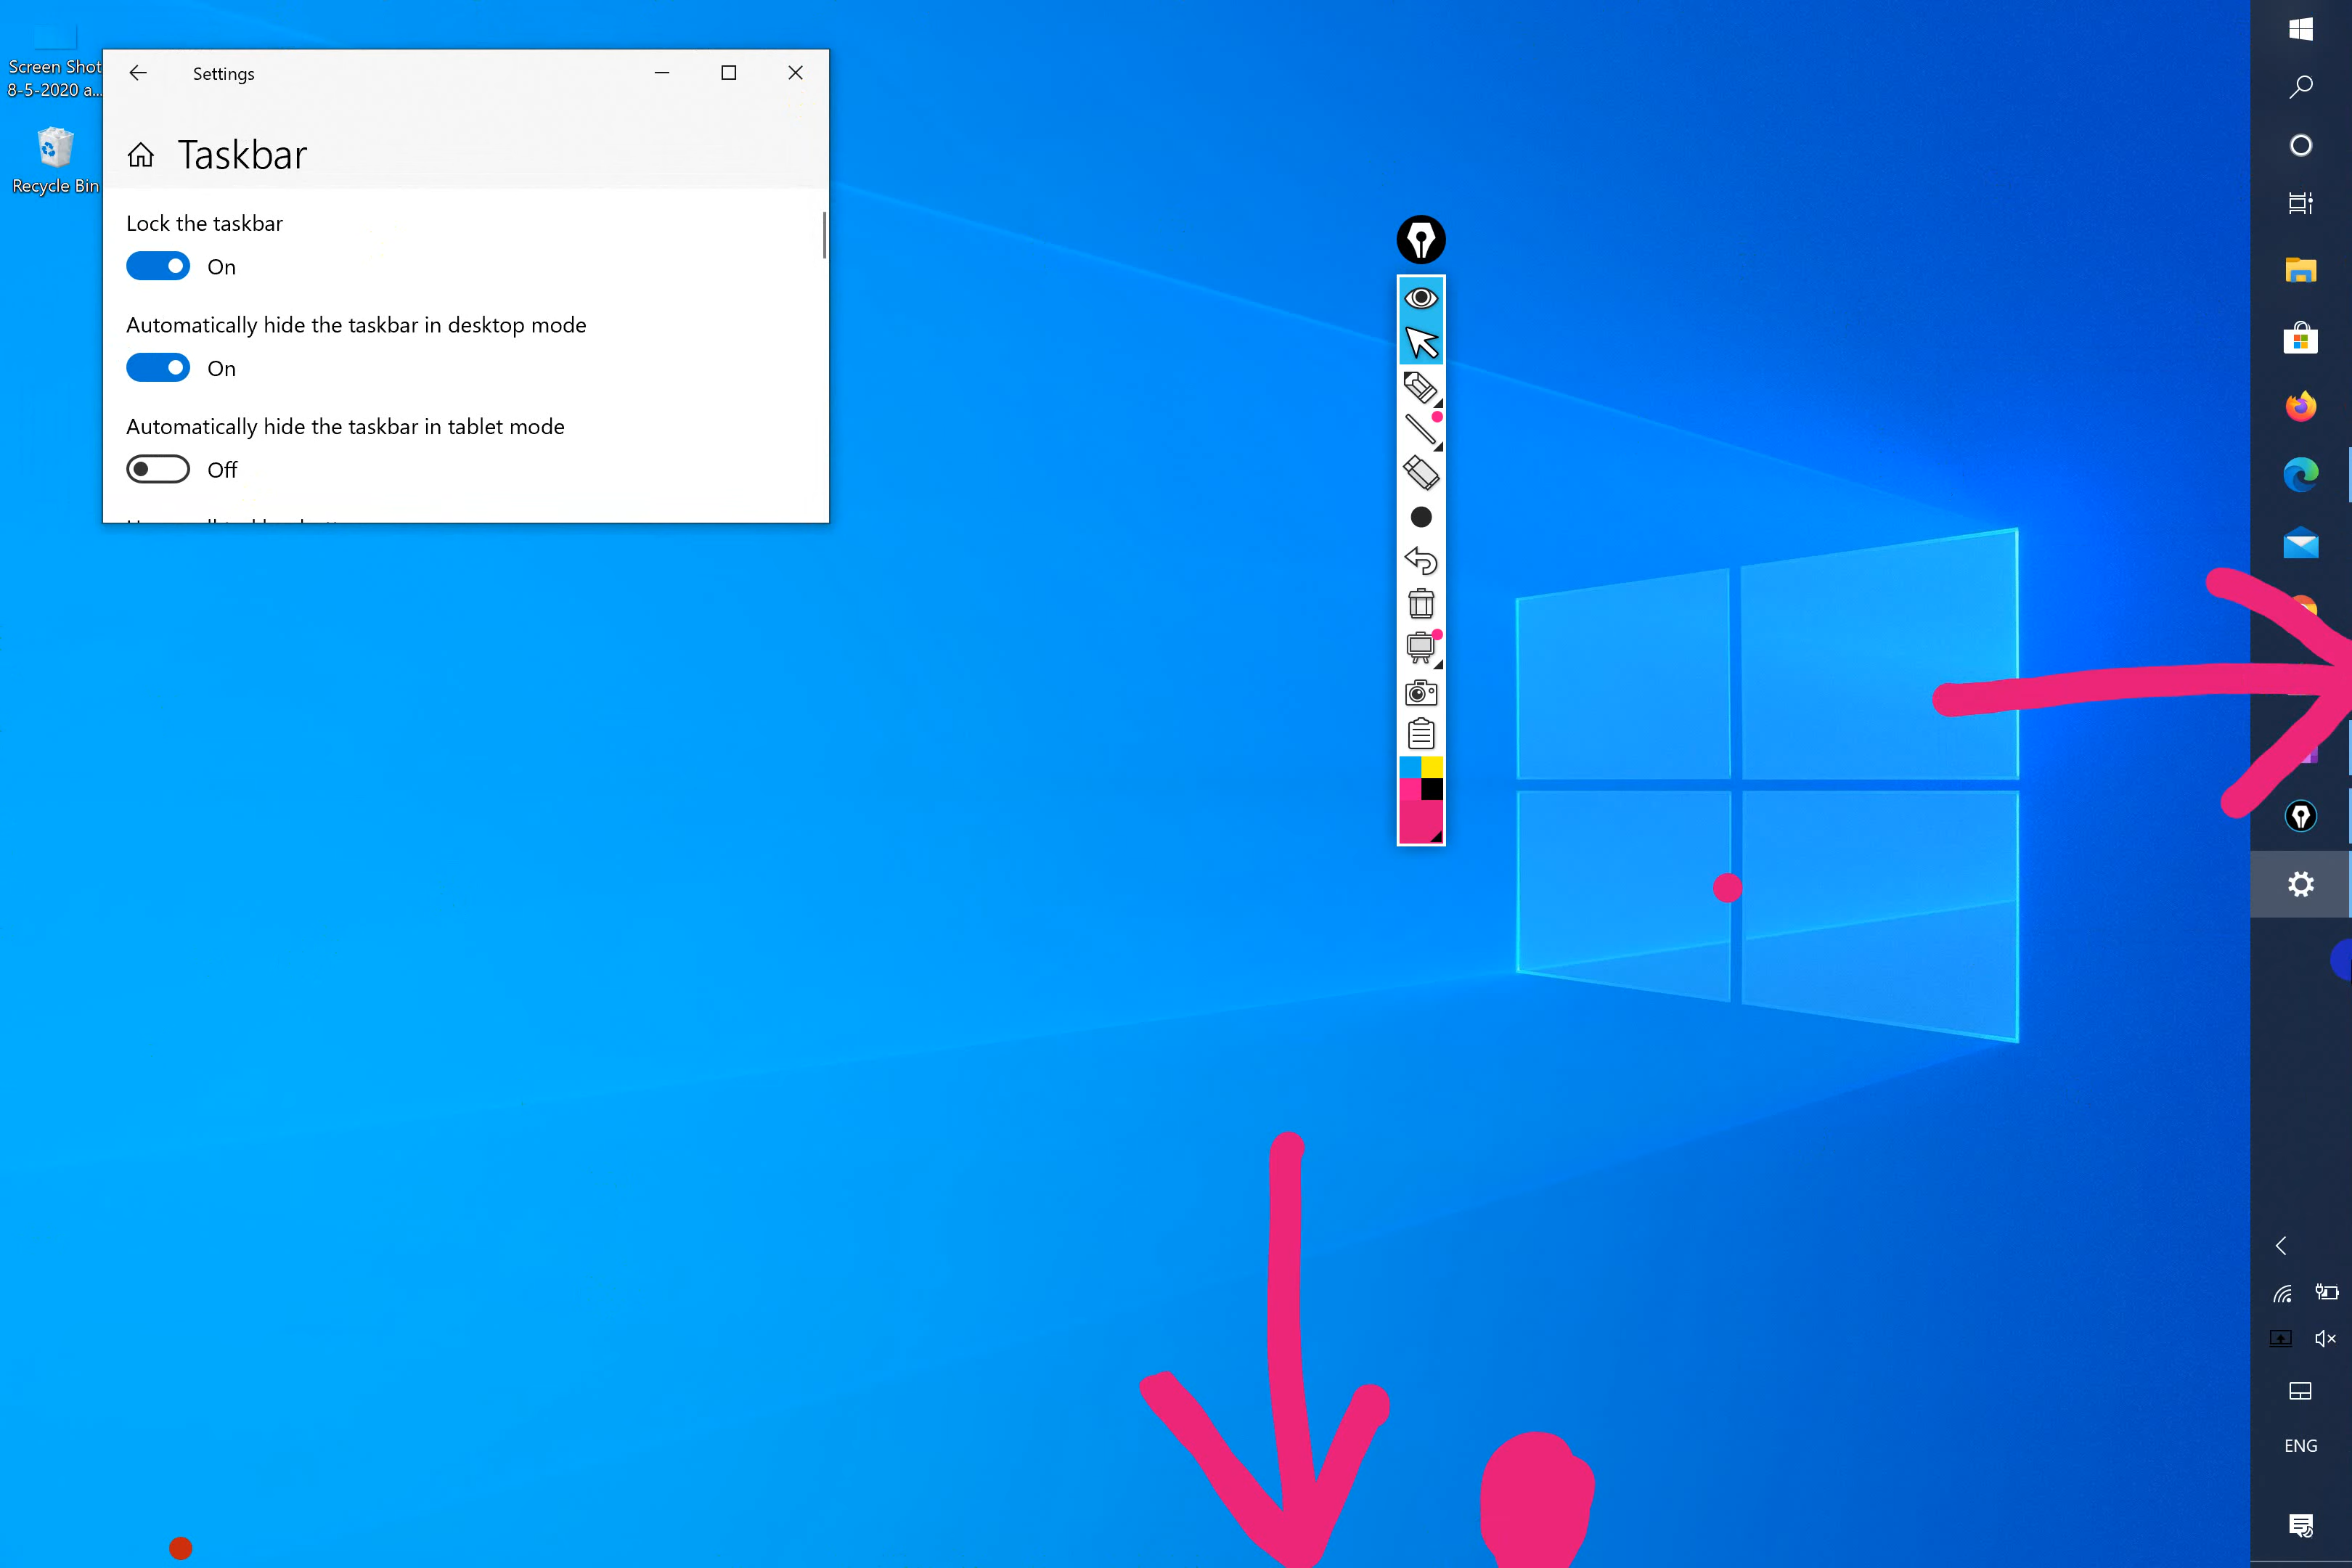 Screen Shot
8-5-2020 a...
Recycle Bin
Settings
Taskbar
Lock the taskbar
On
Automatically hide the taskbar in desktop mode
On
Automatically hide the taskbar in tablet mode
Off
ENG